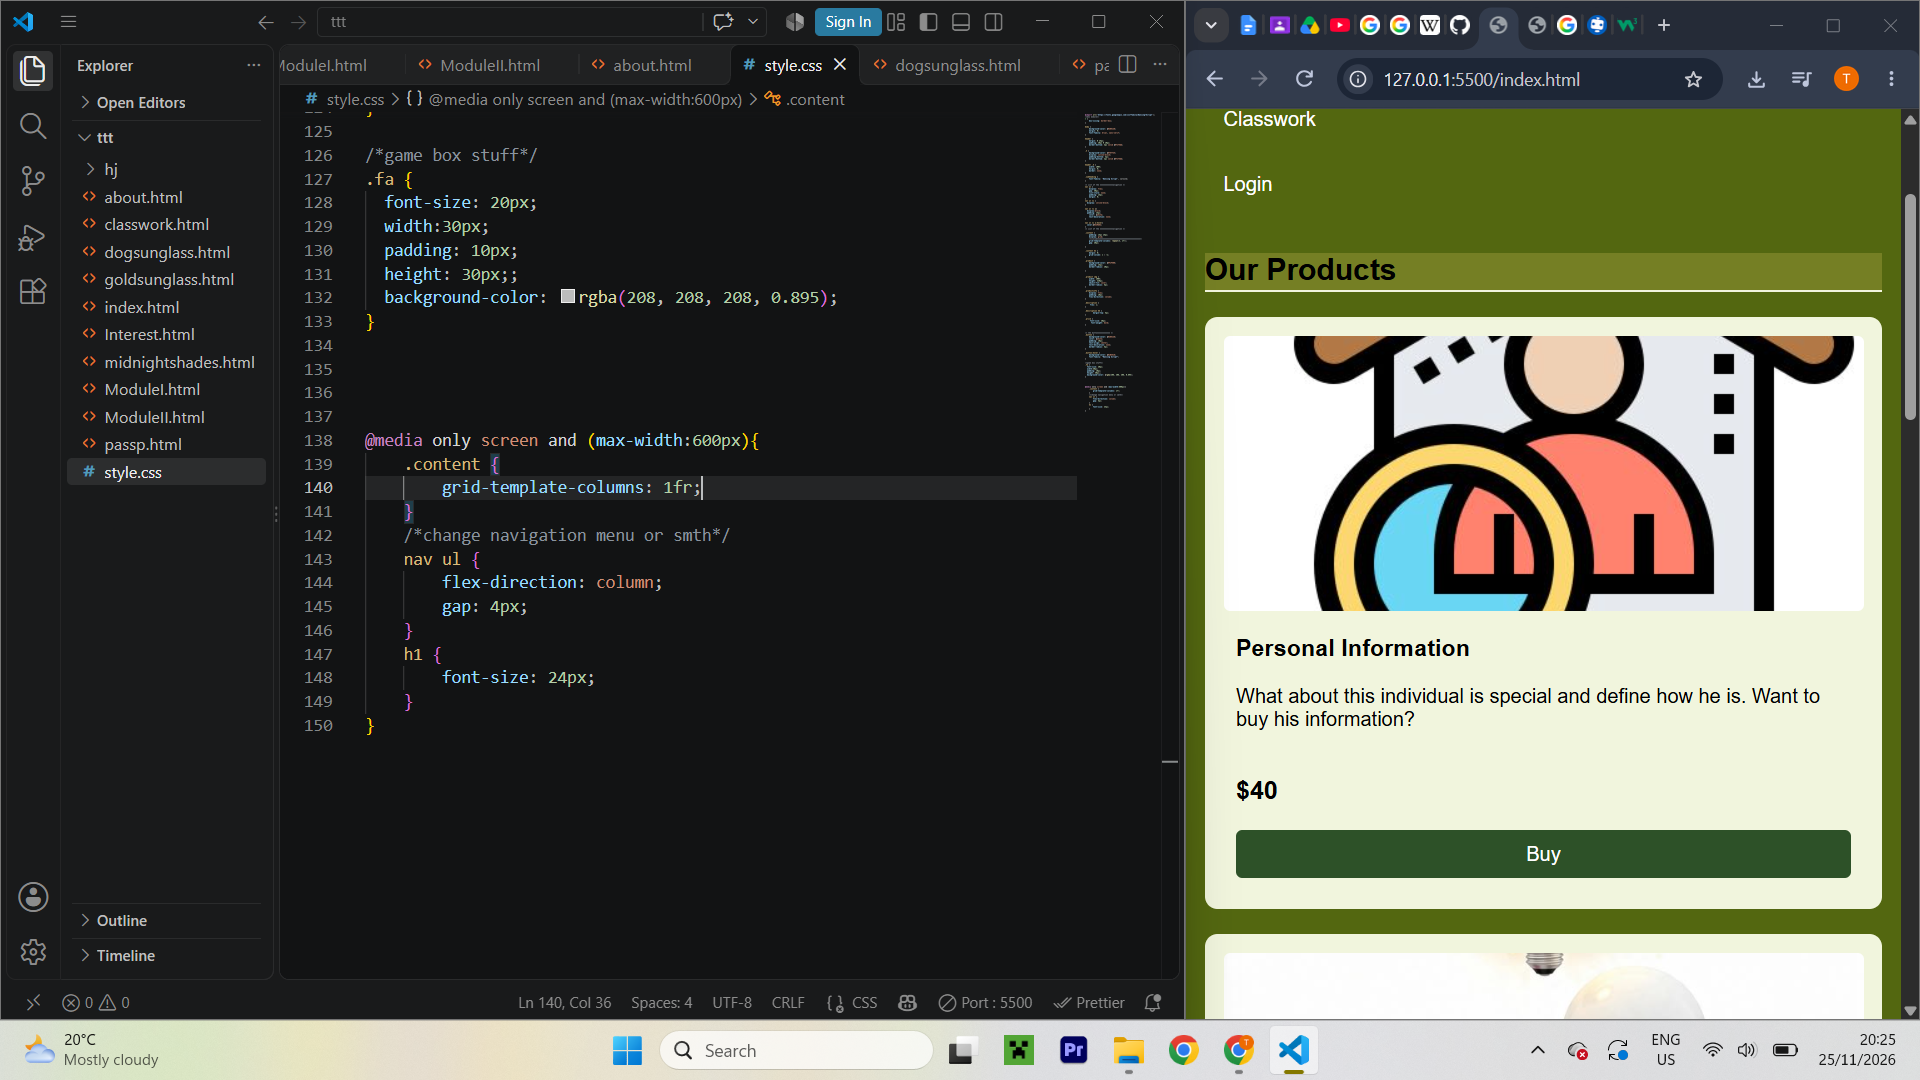 ttt
Sign In
Explorer
ModuleI.html
ModuleII.html
about.html
style.css
dogsunglass.html
pa
style.css > { } @media only screen and (max-width:600px) > .content
Open Editors
ttt
hj
about.html
classwork.html
dogsunglass.html
goldsunglass.html
index.html
Interest.html
midnightshades.html
ModuleI.html
ModuleII.html
passp.html
style.css
Outline
Timeline
125
126 /*game box stuff*/
127 .fa {
128 font-size: 20px;
129 width:30px;
130 padding: 10px;
131 height: 30px;;
132 background-color: rgba(208, 208, 208, 0.895);
133 }
134
135
136
137
138 @media only screen and (max-width:600px){
139 .content {
140 grid-template-columns: 1fr;
141 }
142 /*change navigation menu or smth*/
143 nav ul {
144 flex-direction: column;
145 gap: 4px;
146 }
147 h1 {
148 font-size: 24px;
149 }
150 }
0 0
Ln 140, Col 36
Spaces: 4
UTF-8
CRLF
CSS
Port : 5500
Prettier
127.0.0.1:5500/index.html
T
Classwork
Login
Our Products
Personal Information
What about this individual is special and define how he is. Want to
buy his information?
$40
Buy
20°C
Mostly cloudy
Search
Pr
ENG
US
20:25
25/11/2026